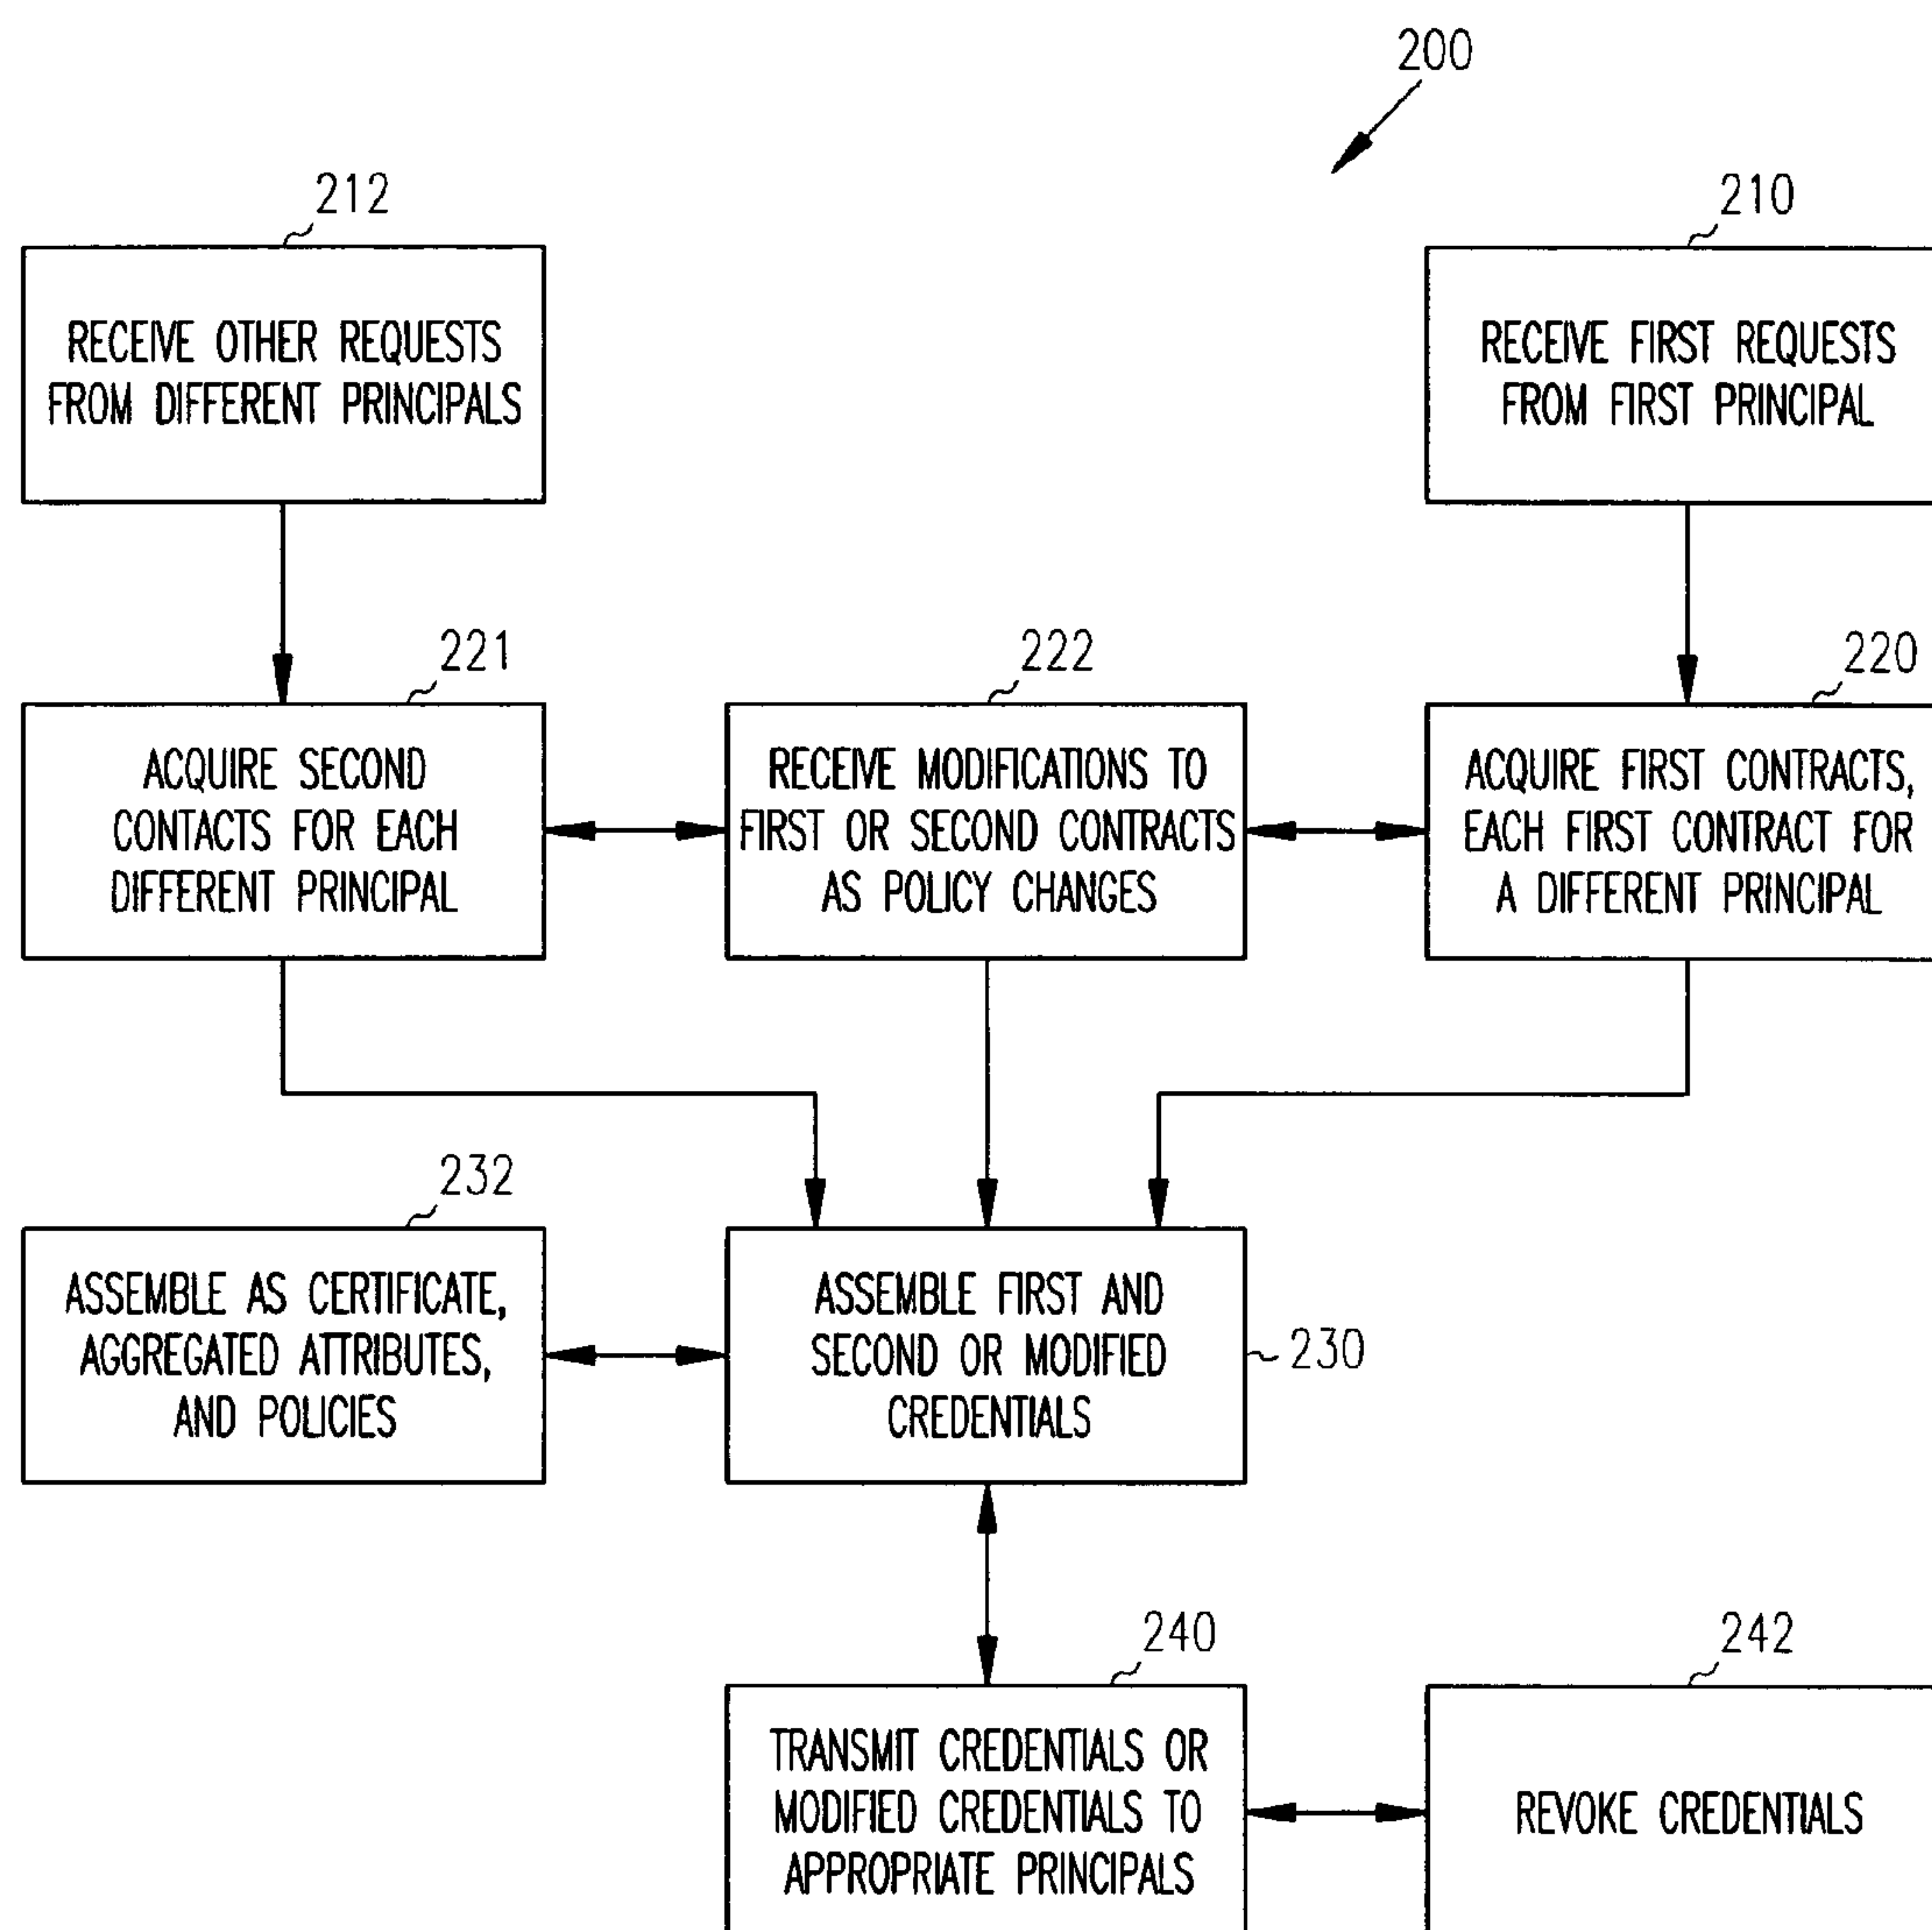 200
212
210
RECEIVE OTHER REQUESTS
FROM DIFFERENT PRINCIPALS
RECEIVE FIRST REQUESTS
FROM FIRST PRINCIPAL
221
222
220
ACQUIRE SECOND
CONTACTS FOR EACH
DIFFERENT PRINCIPAL
RECEIVE MODIFICATIONS TO
FIRST OR SECOND CONTRACTS
AS POLICY CHANGES
ACQUIRE FIRST CONTRACTS,
EACH FIRST CONTRACT FOR
A DIFFERENT PRINCIPAL
232
ASSEMBLE AS CERTIFICATE,
AGGREGATED ATTRIBUTES,
AND POLICIES
ASSEMBLE FIRST AND
SECOND OR MODIFIED
CREDENTIALS
230
240
242
TRANSMIT CREDENTIALS OR
MODIFIED CREDENTIALS TO
APPROPRIATE PRINCIPALS
REVOKE CREDENTIALS